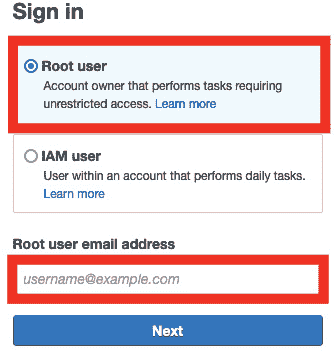 Sign in
Root user
Account owner that performs tasks requiring
unrestricted access. Learn more
IAM user
User within an account that performs daily tasks.
Learn more
Root user email address
username@example.com
Next